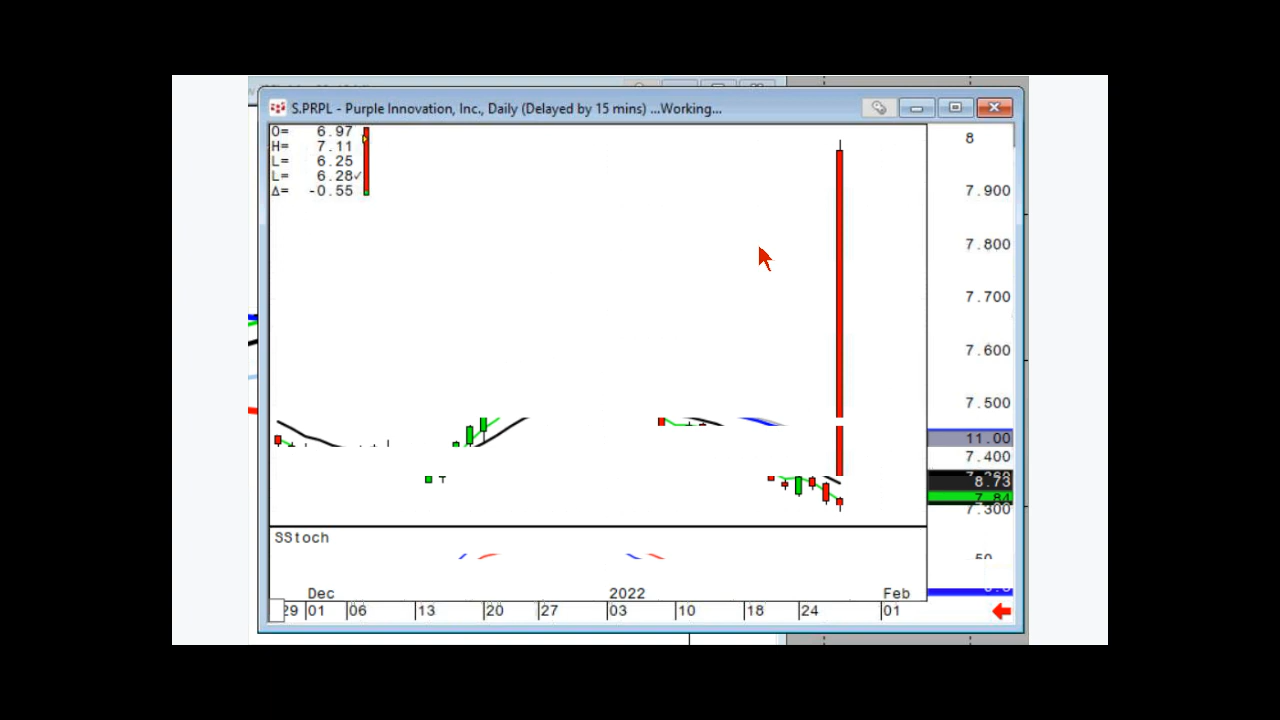 S.PRPL - Purple Innovation, Inc., Daily (Delayed by 15 mins) ...Working...
O= 6.97
H= 7.11
L= 6.25
L= 6.28✓
Δ= -0.55
8
7.900
7.800
7.700
7.600
7.500
11.00
7.400
8.73
7.84
7.300
SStoch
50
Dec 2022 Feb
29 01 06 13 20 27 03 10 18 24 01